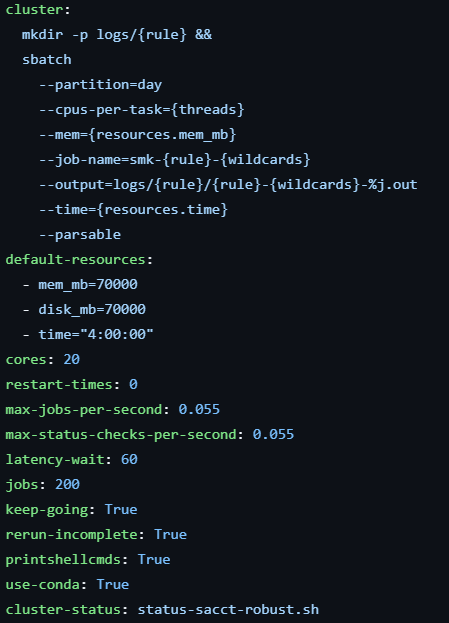 cluster:
  mkdir -p logs/{rule} &&
  sbatch
    --partition=day
    --cpus-per-task={threads}
    --mem={resources.mem_mb}
    --job-name=smk-{rule}-{wildcards}
    --output=logs/{rule}/{rule}-{wildcards}-%j.out
    --time={resources.time}
    --parsable
default-resources:
  - mem_mb=70000
  - disk_mb=70000
  - time="4:00:00"
cores: 20
restart-times: 0
max-jobs-per-second: 0.055
max-status-checks-per-second: 0.055
latency-wait: 60
jobs: 200
keep-going: True
rerun-incomplete: True
printshellcmds: True
use-conda: True
cluster-status: status-sacct-robust.sh